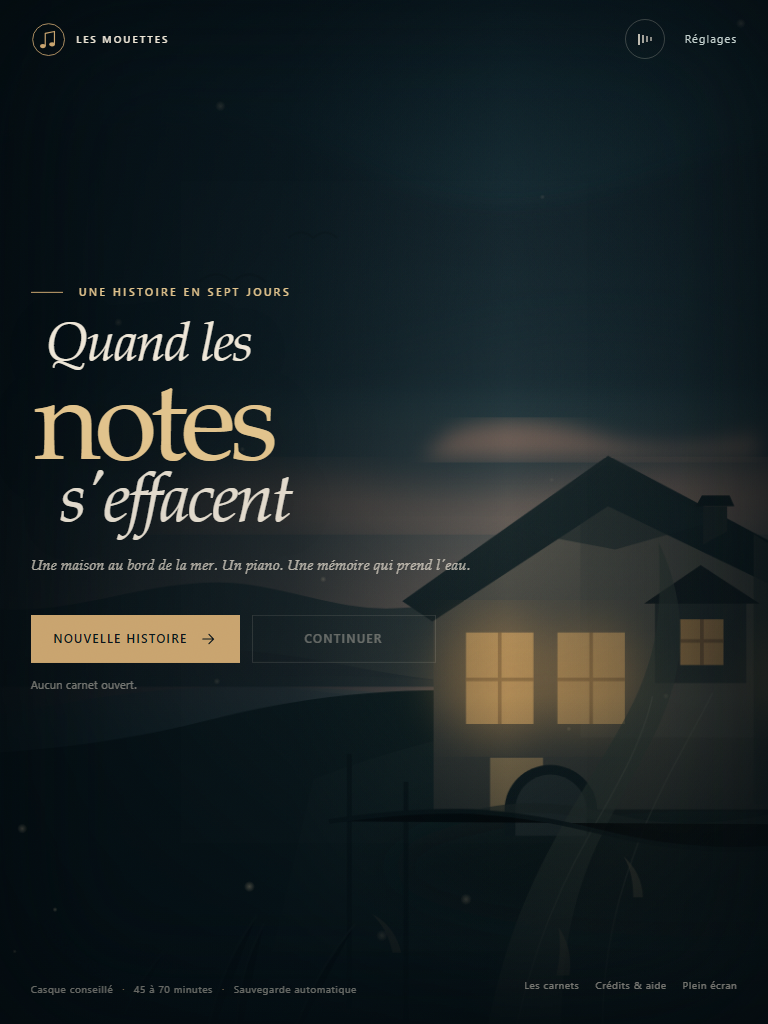 LES MOUETTES
Réglages
UNE HISTOIRE EN SEPT JOURS
Quand les
notes
s'effacent
Une maison au bord de la mer. Un piano. Une mémoire qui prend l'eau.
NOUVELLE HISTOIRE →
CONTINUER
Aucun carnet ouvert.
Casque conseillé · 45 à 70 minutes · Sauvegarde automatique
Les carnets Crédits & aide Plein écran